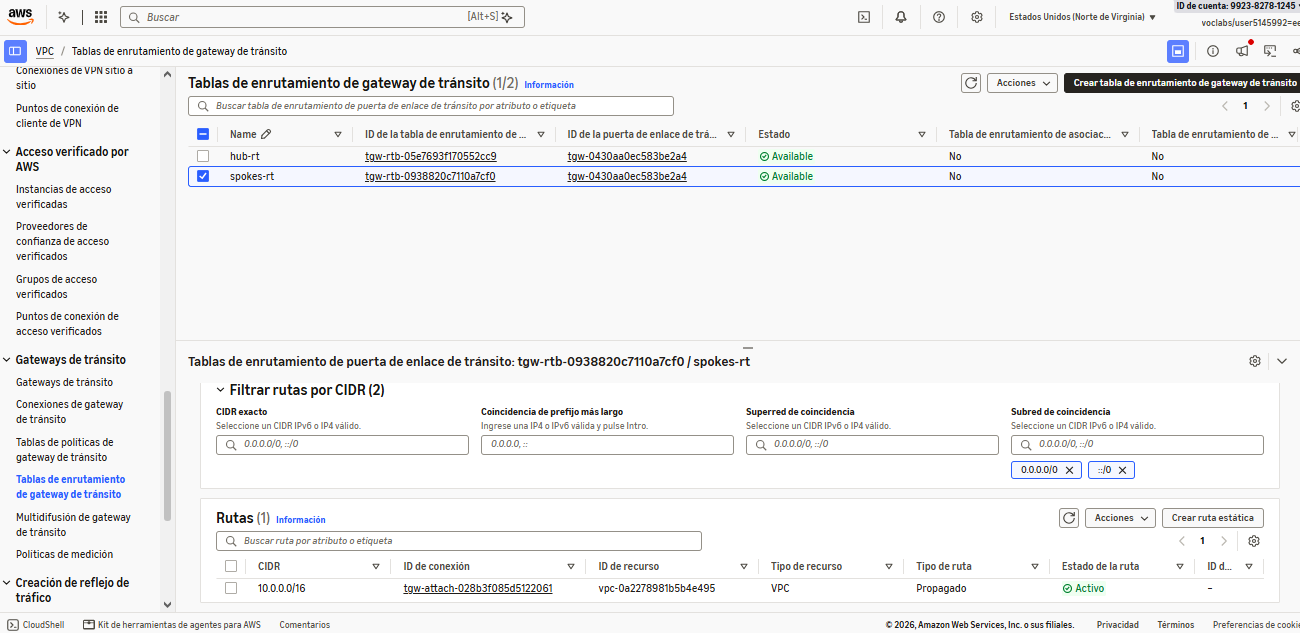 aws
Buscar
[Alt+S]
Estados Unidos (Norte de Virginia)
ID de cuenta: 9923-8278-1245
voclabs/user5145992=ee
VPC / Tablas de enrutamiento de gateway de tránsito
Conexiones de VPN sitio a
sitio
Puntos de conexión de
cliente de VPN
Acceso verificado por
AWS
Instancias de acceso
verificadas
Proveedores de
confianza de acceso
verificados
Grupos de acceso
verificados
Puntos de conexión de
acceso verificados
Gateways de tránsito
Gateways de tránsito
Conexiones de gateway
de tránsito
Tablas de políticas de
gateway de tránsito
Tablas de enrutamiento
de gateway de tránsito
Multidifusión de gateway
de tránsito
Políticas de medición
Creación de reflejo de
tráfico
Tablas de enrutamiento de gateway de tránsito (1/2) Información
Acciones
Crear tabla de enrutamiento de gateway de tránsito
Buscar tabla de enrutamiento de puerta de enlace de tránsito por atributo o etiqueta
1
Name ID de la tabla de enrutamiento de ... ID de la puerta de enlace de trá... Estado Tabla de enrutamiento de asociac... Tabla de enrutamiento de ...
hub-rt tgw-rtb-05e7693f170552cc9 tgw-0430aa0ec583be2a4 Available No No
spokes-rt tgw-rtb-0938820c7110a7cf0 tgw-0430aa0ec583be2a4 Available No No
Tablas de enrutamiento de puerta de enlace de tránsito: tgw-rtb-0938820c7110a7cf0 / spokes-rt
Filtrar rutas por CIDR (2)
CIDR exacto
Seleccione un CIDR IPv6 o IP4 válido.
0.0.0.0/0, ::/0
Coincidencia de prefijo más largo
Ingrese una IP4 o IPv6 válida y pulse Intro.
0.0.0.0, ::
Superred de coincidencia
Seleccione un CIDR IPv6 o IP4 válido.
0.0.0.0/0, ::/0
Subred de coincidencia
Seleccione un CIDR IPv6 o IP4 válido.
0.0.0.0/0, ::/0
0.0.0.0/0 ::/0
Rutas (1) Información
Acciones
Crear ruta estática
Buscar ruta por atributo o etiqueta
1
CIDR ID de conexión ID de recurso Tipo de recurso Tipo de ruta Estado de la ruta ID d...
10.0.0.0/16 tgw-attach-028b3f085d5122061 vpc-0a2278981b5b4e495 VPC Propagado Activo –
CloudShell Kit de herramientas de agentes para AWS Comentarios
© 2026, Amazon Web Services, Inc. o sus filiales. Privacidad Términos Preferencias de cookie